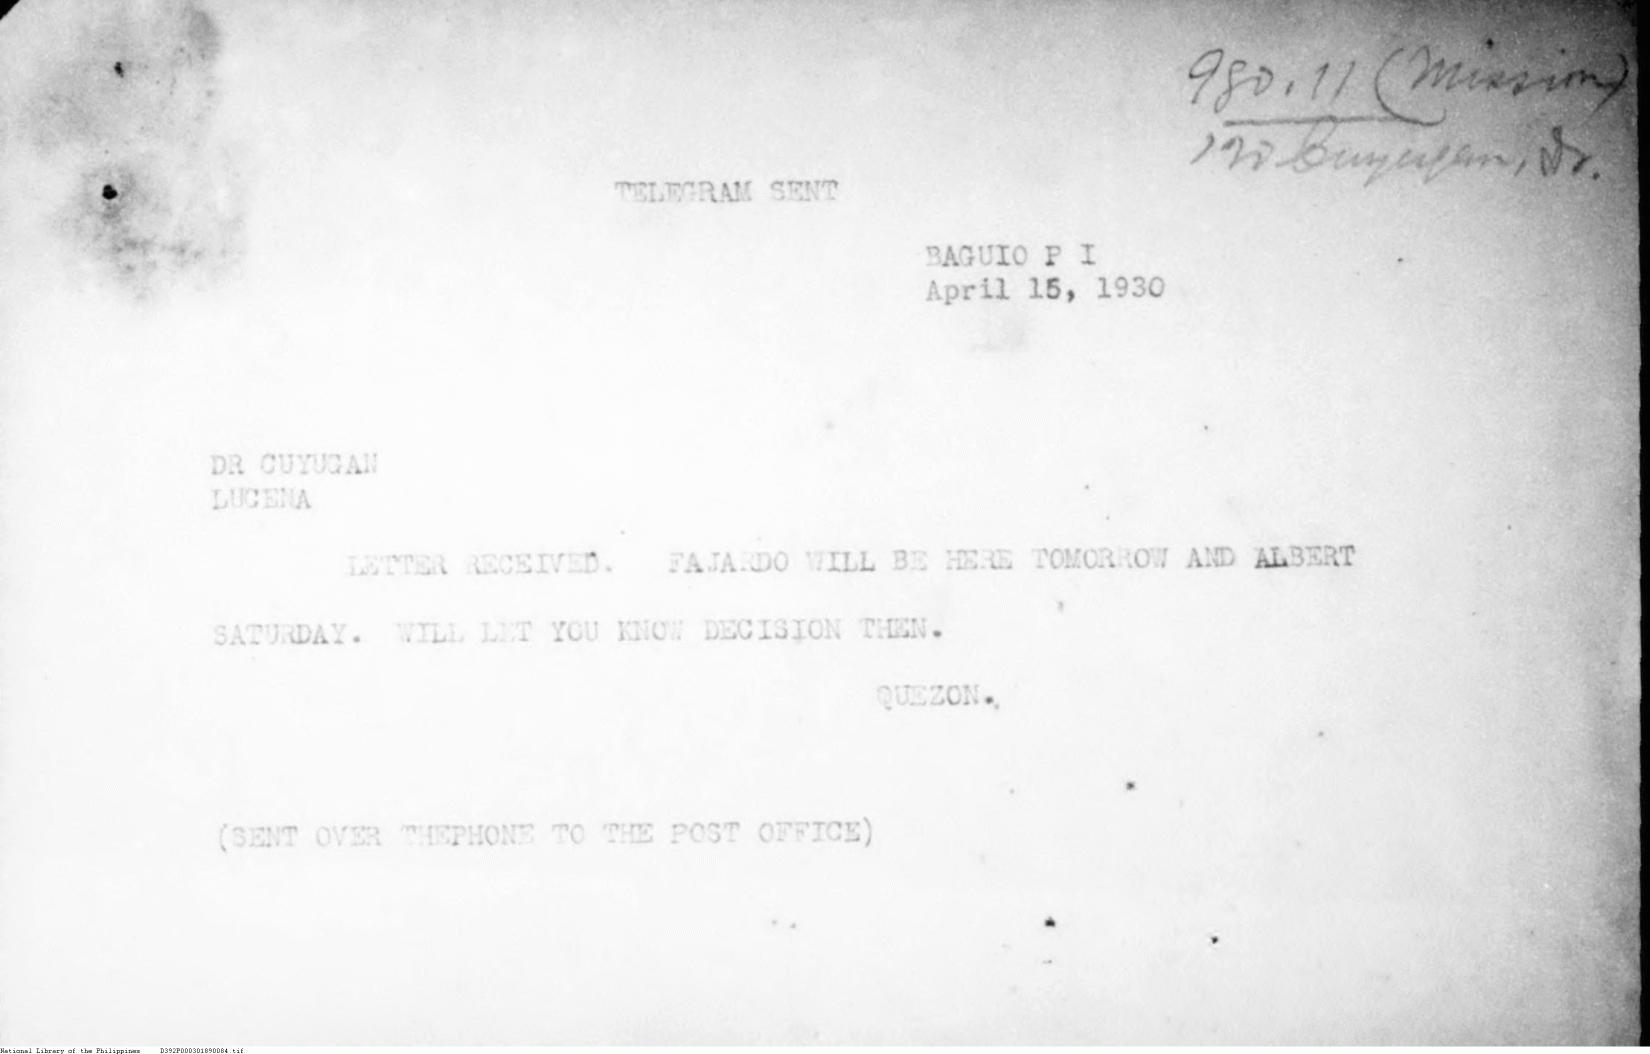 980.11 (Mission)
Cuyugan, Dr.
TELEGRAM SENT
BAGUIO P I
April 15, 1930
DR CUYUGAN
LUCENA
LETTER RECEIVED. FAJARDO WILL BE HERE TOMORROW AND ALBERT
SATURDAY. WILL LET YOU KNOW DECISION THEN.
QUEZON.
(SENT OVER THEPHONE TO THE POST OFFICE)
National Library of the Philippines D392P000301890084.tif